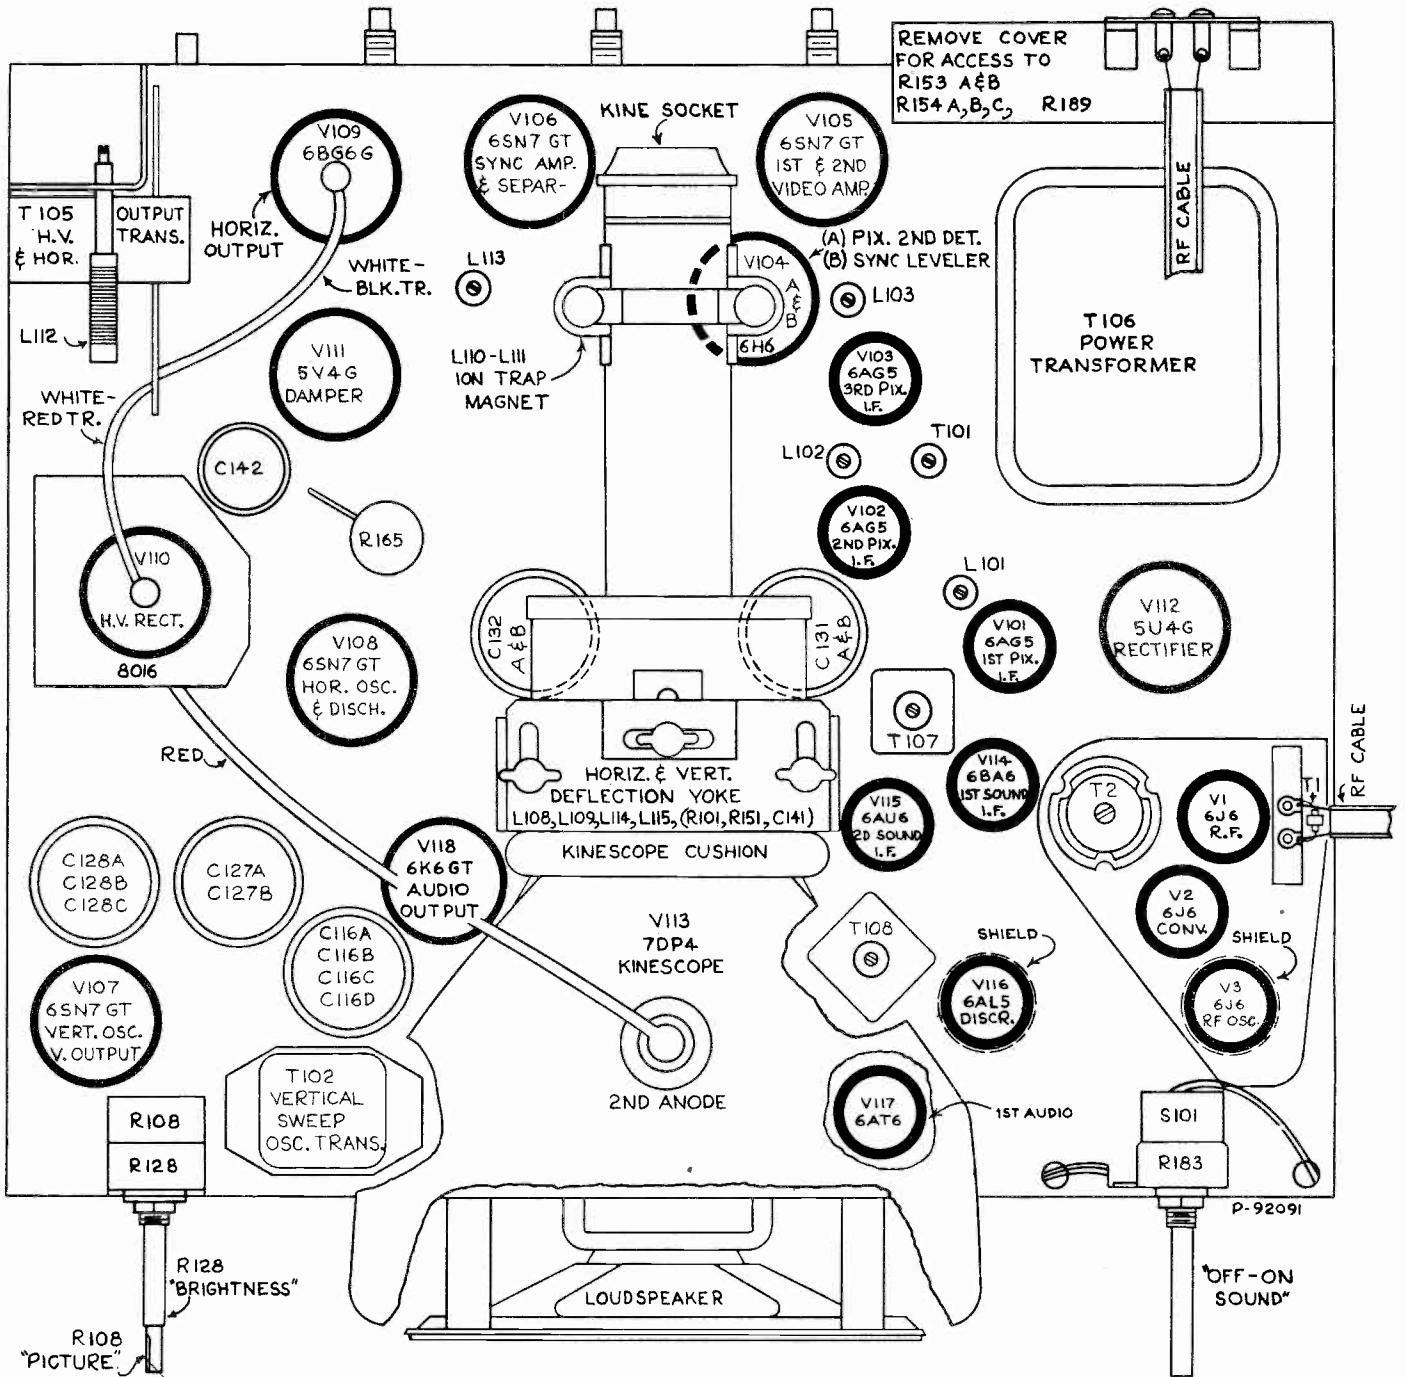 REMOVE COVER
FOR ACCESS TO
R153 A&B
R154 A,B,C, R189
RF CABLE
V109
6BG6G
HORIZ.
OUTPUT
V106
6SN7 GT
SYNC AMP.
& SEPAR-
KINE SOCKET
V105
6SN7 GT
1ST & 2ND
VIDEO AMP.
T105
H.V.
& HOR.
OUTPUT
TRANS.
WHITE-
BLK.TR.
L113
V104
A & B
6H6
(A) PIX. 2ND DET.
(B) SYNC LEVELER
L103
L112
V111
5V4G
DAMPER
L110-L111
ION TRAP
MAGNET
V103
6AG5
3RD PIX.
I.F.
T106
POWER
TRANSFORMER
WHITE-
RED TR.
C142
L102
T101
R165
V102
6AG5
2ND PIX.
I.F.
V110
H.V. RECT.
8016
L101
V108
6SN7 GT
HOR. OSC.
& DISCH.
C132
A & B
C131
A & B
V101
6AG5
1ST PIX.
I.F.
V112
5U4G
RECTIFIER
RED
T107
HORIZ. & VERT.
DEFLECTION YOKE
L108, L109, L114, L115, (R101, R151, C141)
V114
6BA6
1ST SOUND
I.F.
V115
6AU6
2D SOUND
I.F.
T2
V1
6J6
R.F.
T1
RF CABLE
KINESCOPE CUSHION
C128A
C128B
C128C
C127A
C127B
V118
6K6GT
AUDIO
OUTPUT
V2
6J6
CONV.
C116A
C116B
C116C
C116D
V113
7DP4
KINESCOPE
T108
SHIELD
V116
6AL5
DISCR.
SHIELD
V3
6J6
RF OSC.
V107
6SN7 GT
VERT. OSC.
V. OUTPUT
T102
VERTICAL
SWEEP
OSC. TRANS.
2ND ANODE
V117
6AT6
1ST AUDIO
R108
R128
S101
R183
P-92091
R128
"BRIGHTNESS"
R108
"PICTURE"
LOUDSPEAKER
"OFF-ON
SOUND"